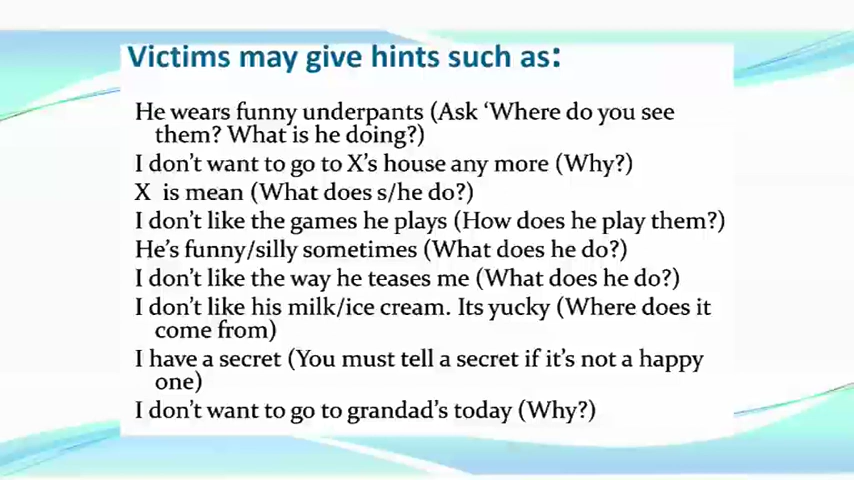 Victims may give hints such as:
He wears funny underpants (Ask ‘Where do you see
them? What is he doing?)
I don’t want to go to X’s house any more (Why?)
X is mean (What does s/he do?)
I don’t like the games he plays (How does he play them?)
He’s funny/silly sometimes (What does he do?)
I don’t like the way he teases me (What does he do?)
I don’t like his milk/ice cream. Its yucky (Where does it
come from)
I have a secret (You must tell a secret if it’s not a happy
one)
I don’t want to go to grandad’s today (Why?)